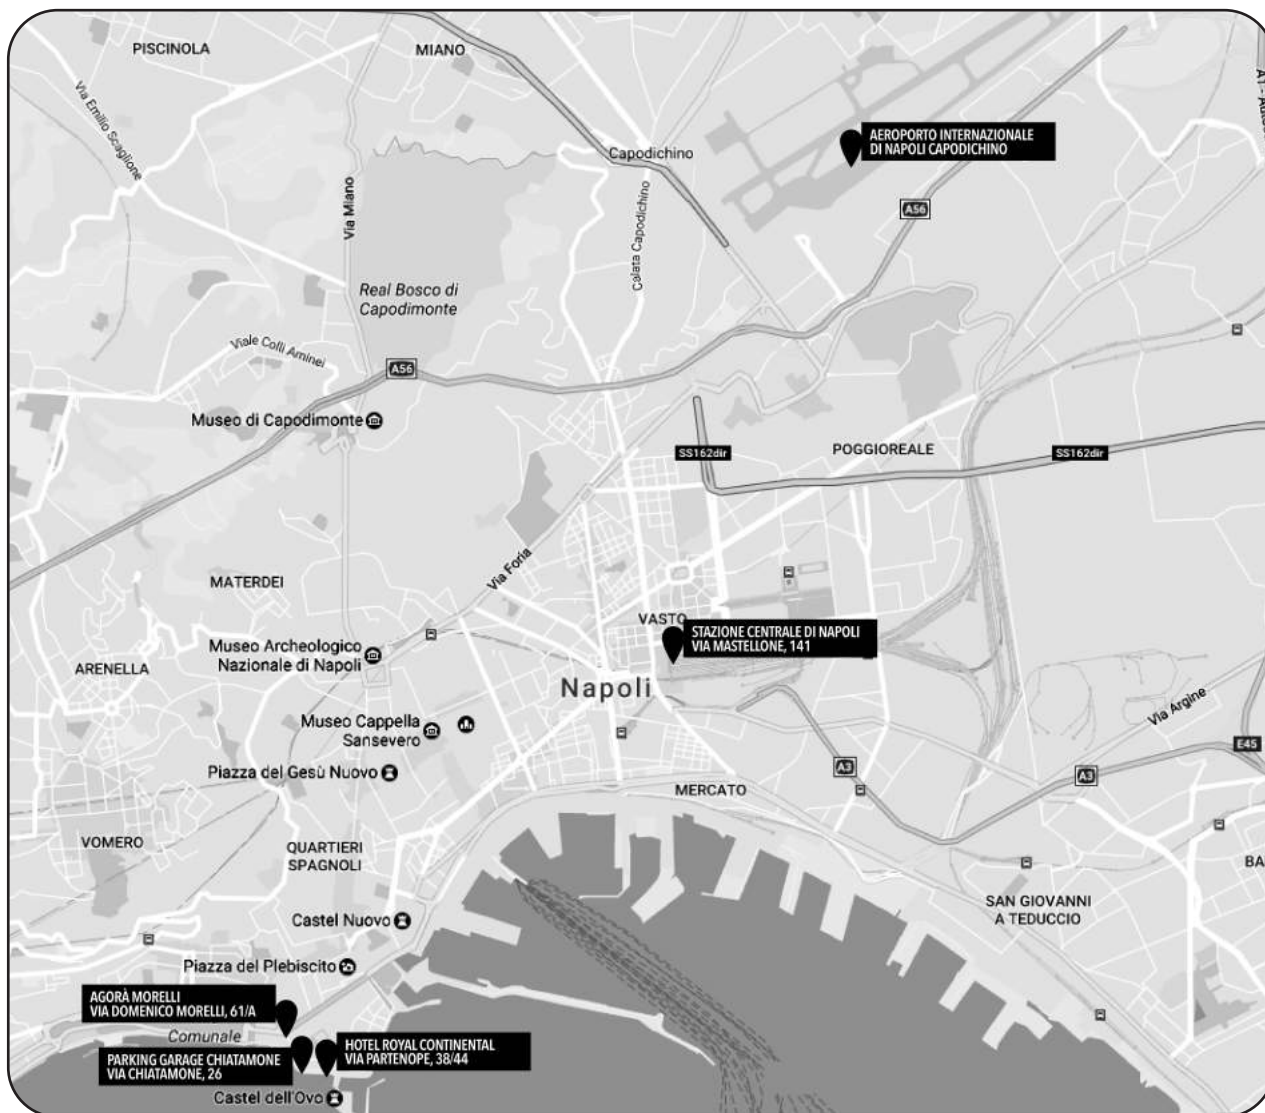 PISCINOLA
MIANO
A1 - Auto
Via Emilio Scaglione
AEROPORTO INTERNAZIONALE
DI NAPOLI CAPODICHINO
Capodichino
Via Miano
Calata Capodichino
A56
Real Bosco di
Capodimonte
Viale Colli Aminei
A56
Museo di Capodimonte
SS162dir
POGGIOREALE
SS162dir
Via Foria
MATERDEI
VASTO
STAZIONE CENTRALE DI NAPOLI
VIA MASTELLONE, 141
Museo Archeologico
Nazionale di Napoli
ARENELLA
Napoli
Via Argine
Museo Cappella
Sansevero
E45
Piazza del Gesù Nuovo
A3
A3
MERCATO
VOMERO
QUARTIERI
SPAGNOLI
BA
SAN GIOVANNI
A TEDUCCIO
Castel Nuovo
Piazza del Plebiscito
AGORÀ MORELLI
VIA DOMENICO MORELLI, 61/A
Comunale
HOTEL ROYAL CONTINENTAL
VIA PARTENOPE, 38/44
PARKING GARAGE CHIATAMONE
VIA CHIATAMONE, 26
Castel dell'Ovo